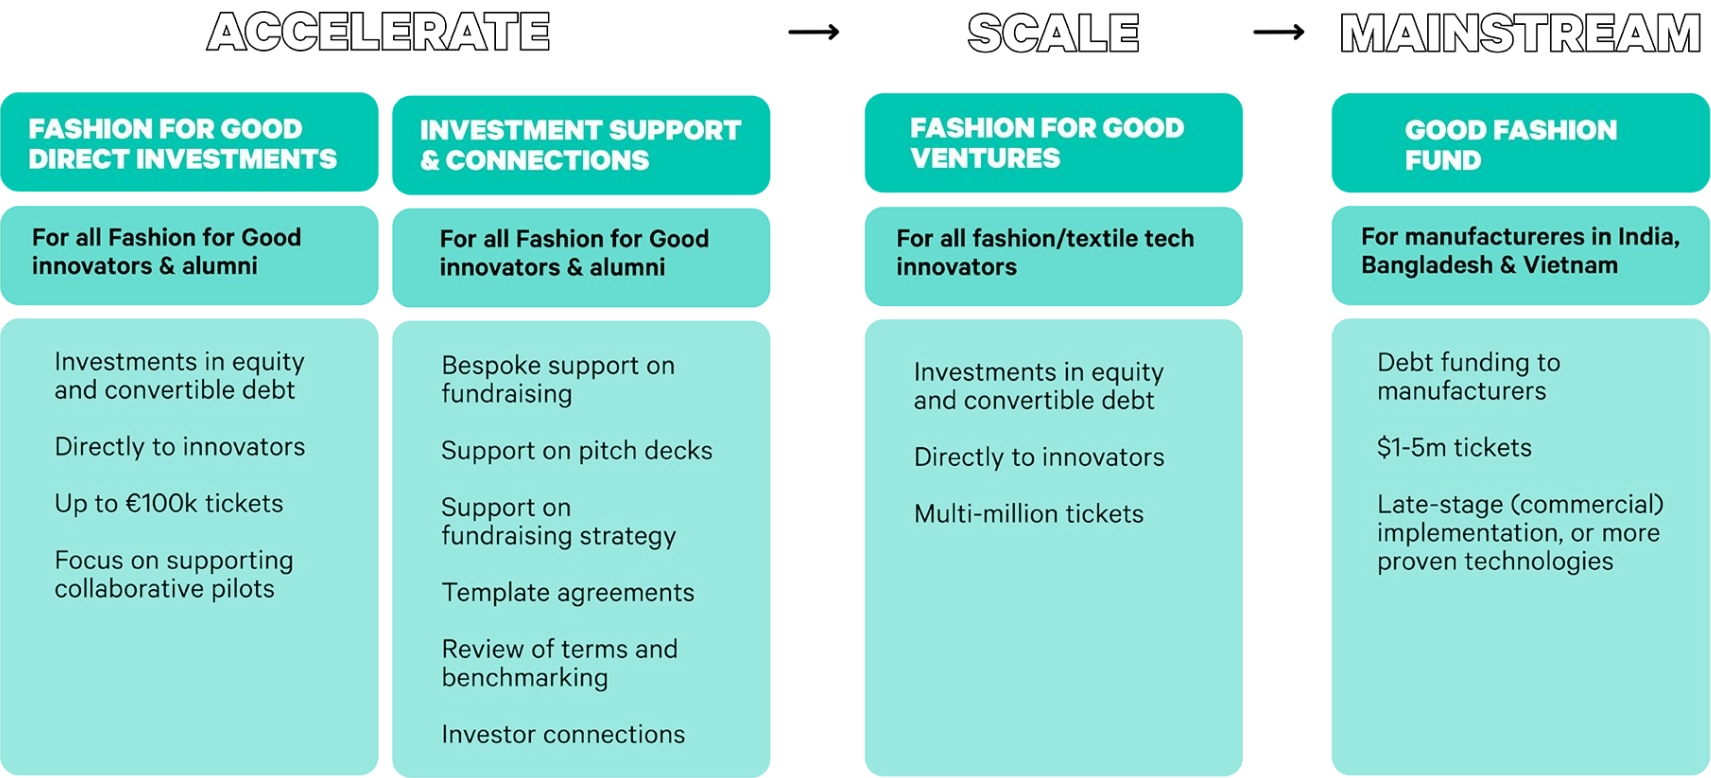 ACCELERATE
SCALE
MAINSTREAM
FASHION FOR GOOD
DIRECT INVESTMENTS
For all Fashion for Good
innovators & alumni
Investments in equity
and convertible debt
Directly to innovators
Up to €100k tickets
Focus on supporting
collaborative pilots
INVESTMENT SUPPORT
& CONNECTIONS
For all Fashion for Good
innovators & alumni
Bespoke support on
fundraising
Support on pitch decks
Support on
fundraising strategy
Template agreements
Review of terms and
benchmarking
Investor connections
FASHION FOR GOOD
VENTURES
For all fashion/textile tech
innovators
Investments in equity
and convertible debt
Directly to innovators
Multi-million tickets
GOOD FASHION
FUND
For manufactureres in India,
Bangladesh & Vietnam
Debt funding to
manufacturers
$1-5m tickets
Late-stage (commercial)
implementation, or more
proven technologies